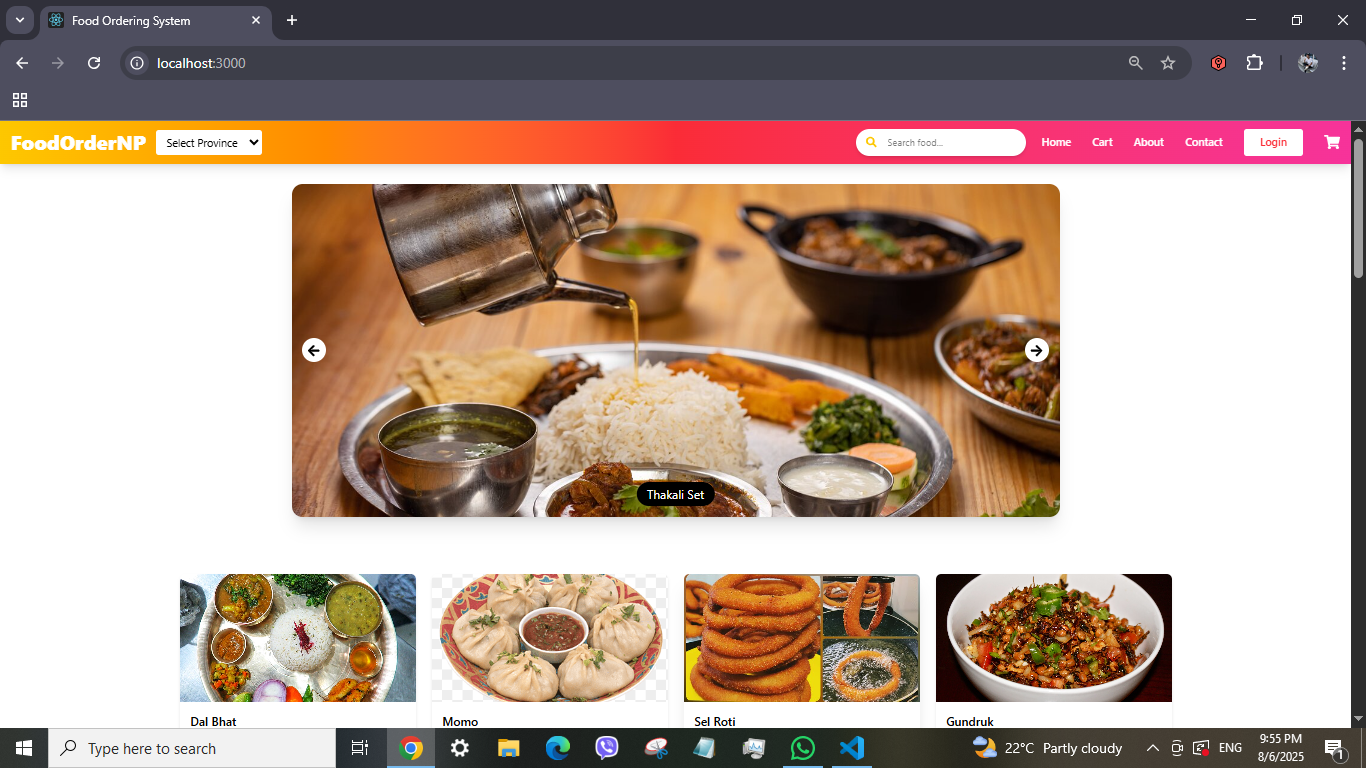 Food Ordering System
localhost:3000
FoodOrderNP
Select Province
Search food...
Home
Cart
About
Contact
Login
Thakali Set
Dal Bhat
Momo
Sel Roti
Gundruk
Type here to search
22°C Partly cloudy
ENG
9:55 PM
8/6/2025
1